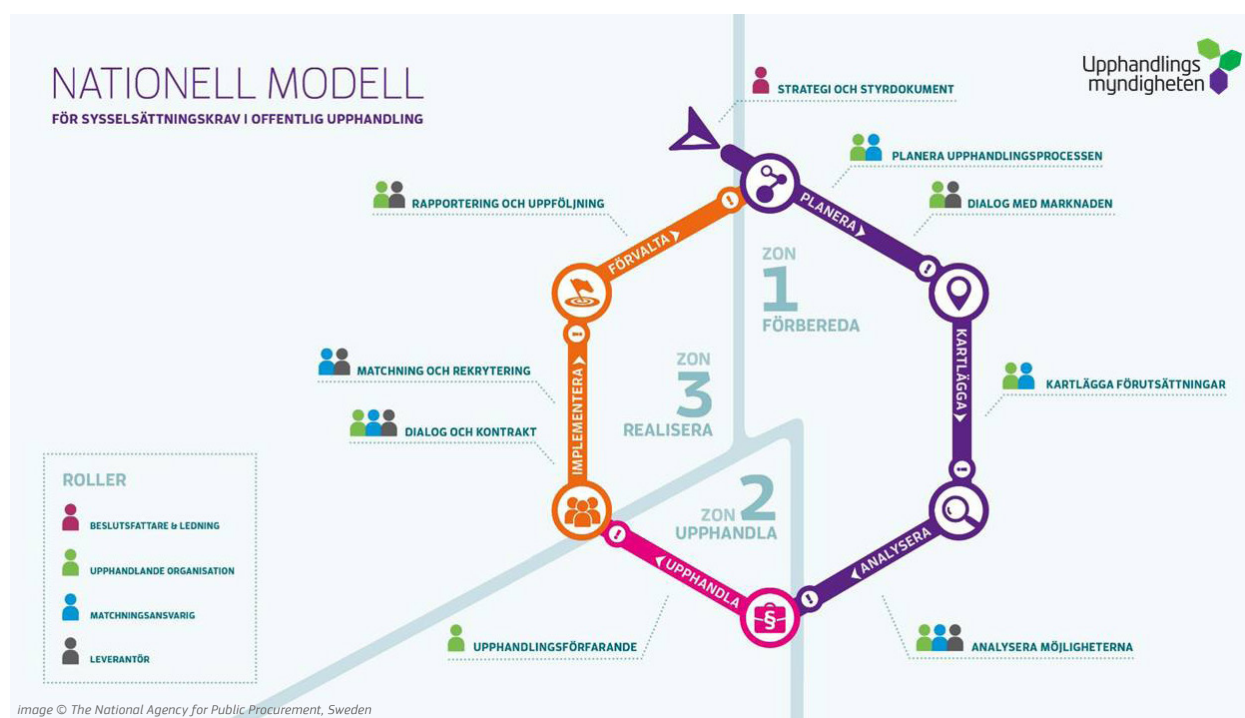 NATIONELL MODELL
FÖR SYSSELSÄTTNINGSKRAV I OFFENTLIG UPPHANDLING
Upphandlings
myndigheten
STRATEGI OCH STYRDOKUMENT
PLANERA UPPHANDLINGSPROCESSEN
DIALOG MED MARKNADEN
RAPPORTERING OCH UPPFÖLJNING
PLANERA
FÖRVALTA
ZON
1
FÖRBEREDA
KARTLÄGGA
KARTLÄGGA FÖRUTSÄTTNINGAR
MATCHNING OCH REKRYTERING
ZON
3
REALISERA
IMPLEMENTERA
DIALOG OCH KONTRAKT
ZON 2
UPPHANDLA
ANALYSERA
UPPHANDLA
§
UPPHANDLINGSFÖRFARANDE
ANALYSERA MÖJLIGHETERNA
ROLLER
BESLUTSFATTARE & LEDNING
UPPHANDLANDE ORGANISATION
MATCHNINGSANSVARIG
LEVERANTÖR
image © The National Agency for Public Procurement, Sweden